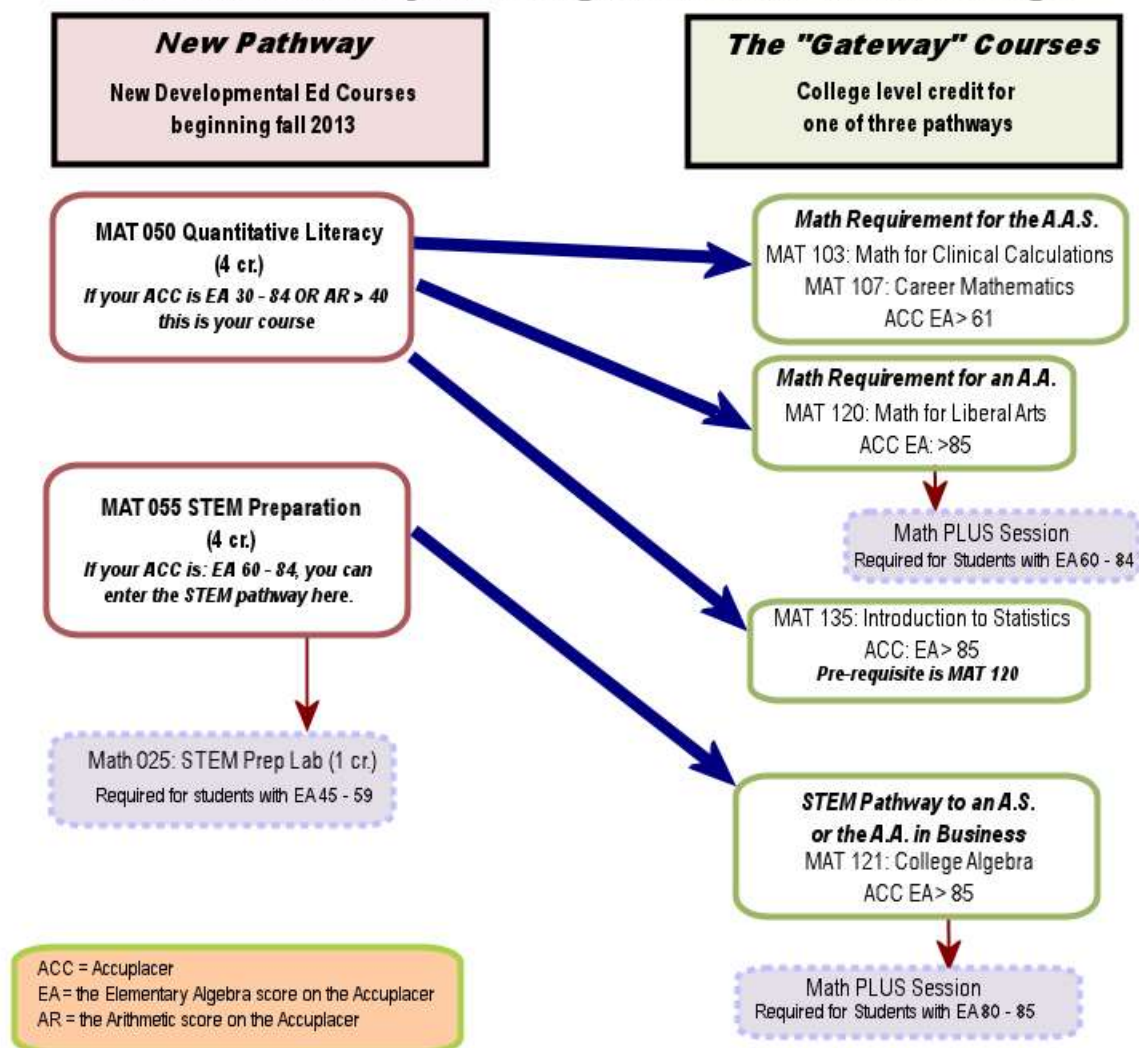 New Pathway
New Developmental Ed Courses
beginning fall 2013
The "Gateway" Courses
College level credit for
one of three pathways
MAT 050 Quantitative Literacy
(4 cr.)
If your ACC is EA 30 - 84 OR AR > 40
this is your course
MAT 055 STEM Preparation
(4 cr.)
If your ACC is: EA 60 - 84, you can
enter the STEM pathway here.
Math 025: STEM Prep Lab (1 cr.)
Required for students with EA 45 - 59
Math Requirement for the A.A.S.
MAT 103: Math for Clinical Calculations
MAT 107: Career Mathematics
ACC EA> 61
Math Requirement for an A.A.
MAT 120: Math for Liberal Arts
ACC EA: >85
Math PLUS Session
Required for Students with EA 60 - 84
MAT 135: Introduction to Statistics
ACC: EA> 85
Pre-requisite is MAT 120
STEM Pathway to an A.S.
or the A.A. in Business
MAT 121: College Algebra
ACC EA> 85
Math PLUS Session
Required for Students with EA 80 - 85
ACC = Accuplacer
EA = the Elementary Algebra score on the Accuplacer
AR = the Arithmetic score on the Accuplacer